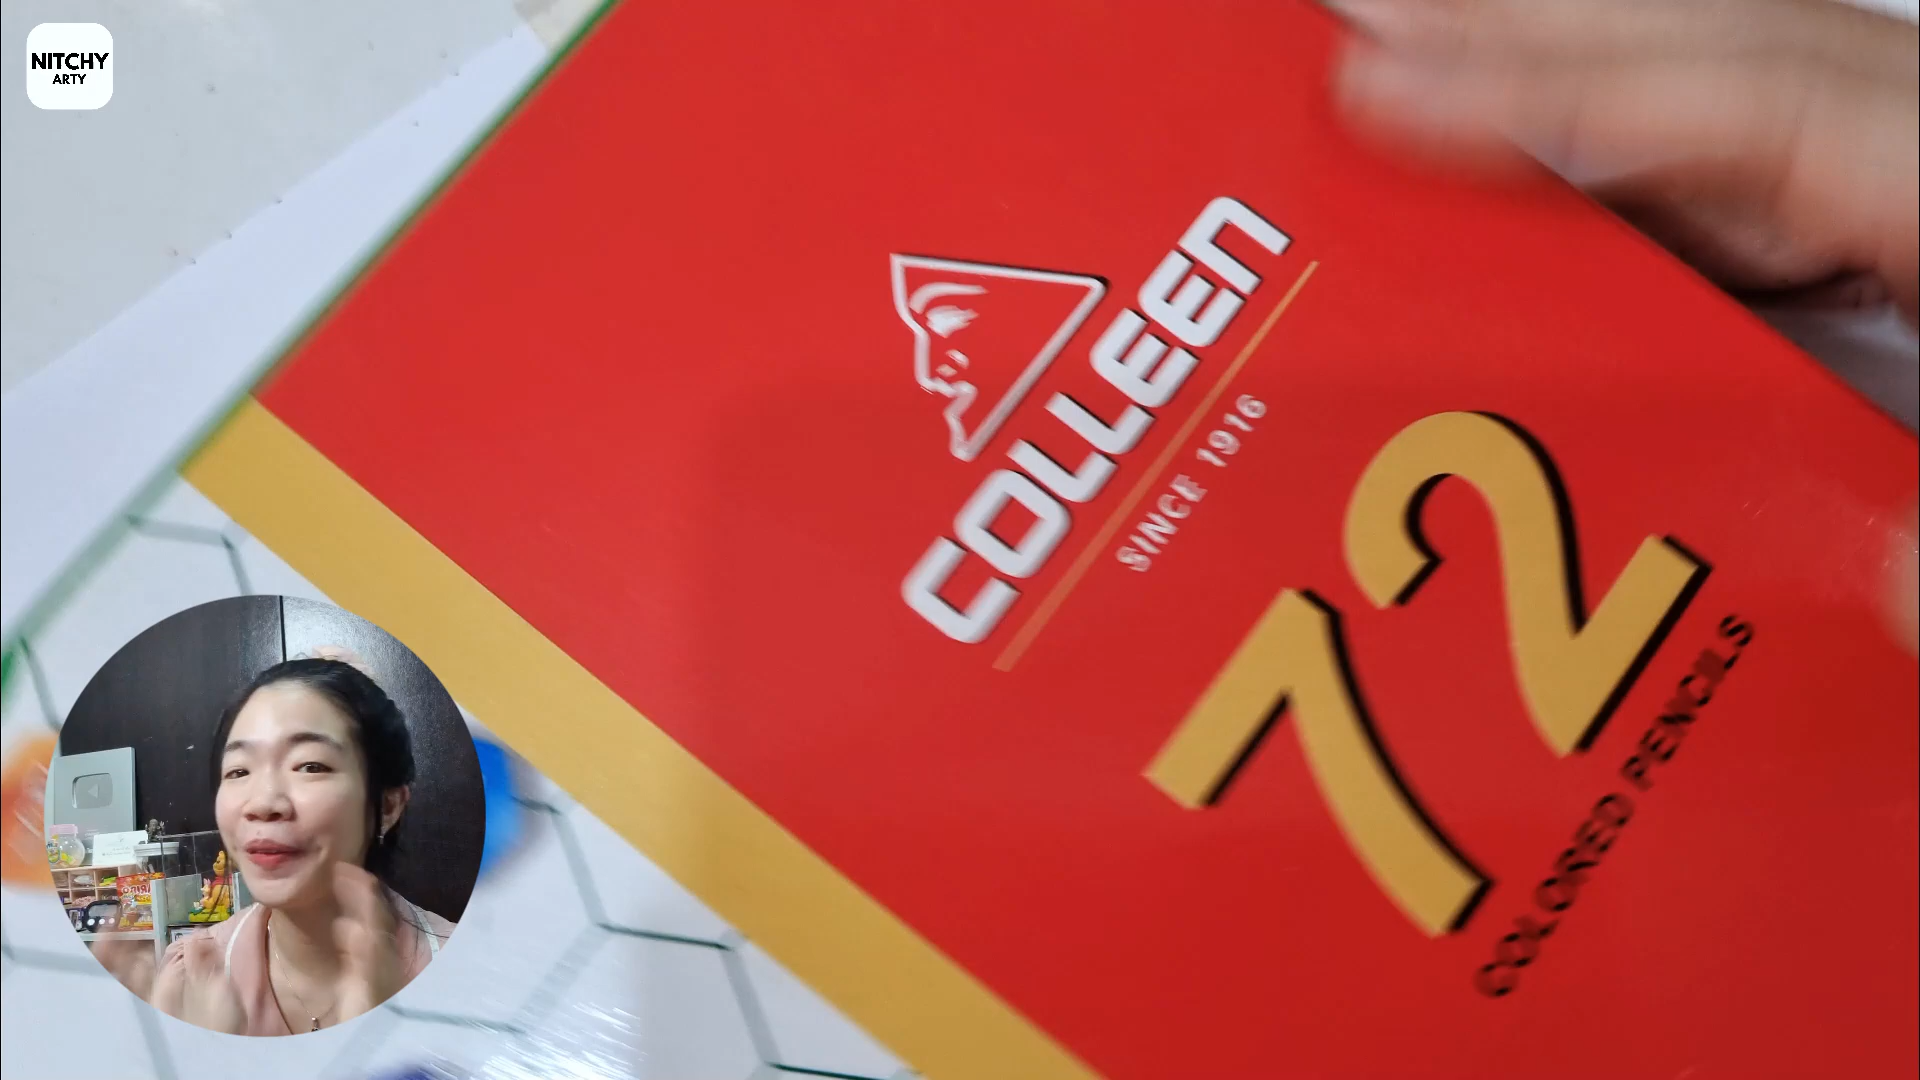 NITCHY
ARTY
COLLEEN
SINCE 1916
72
COLORED PENCILS